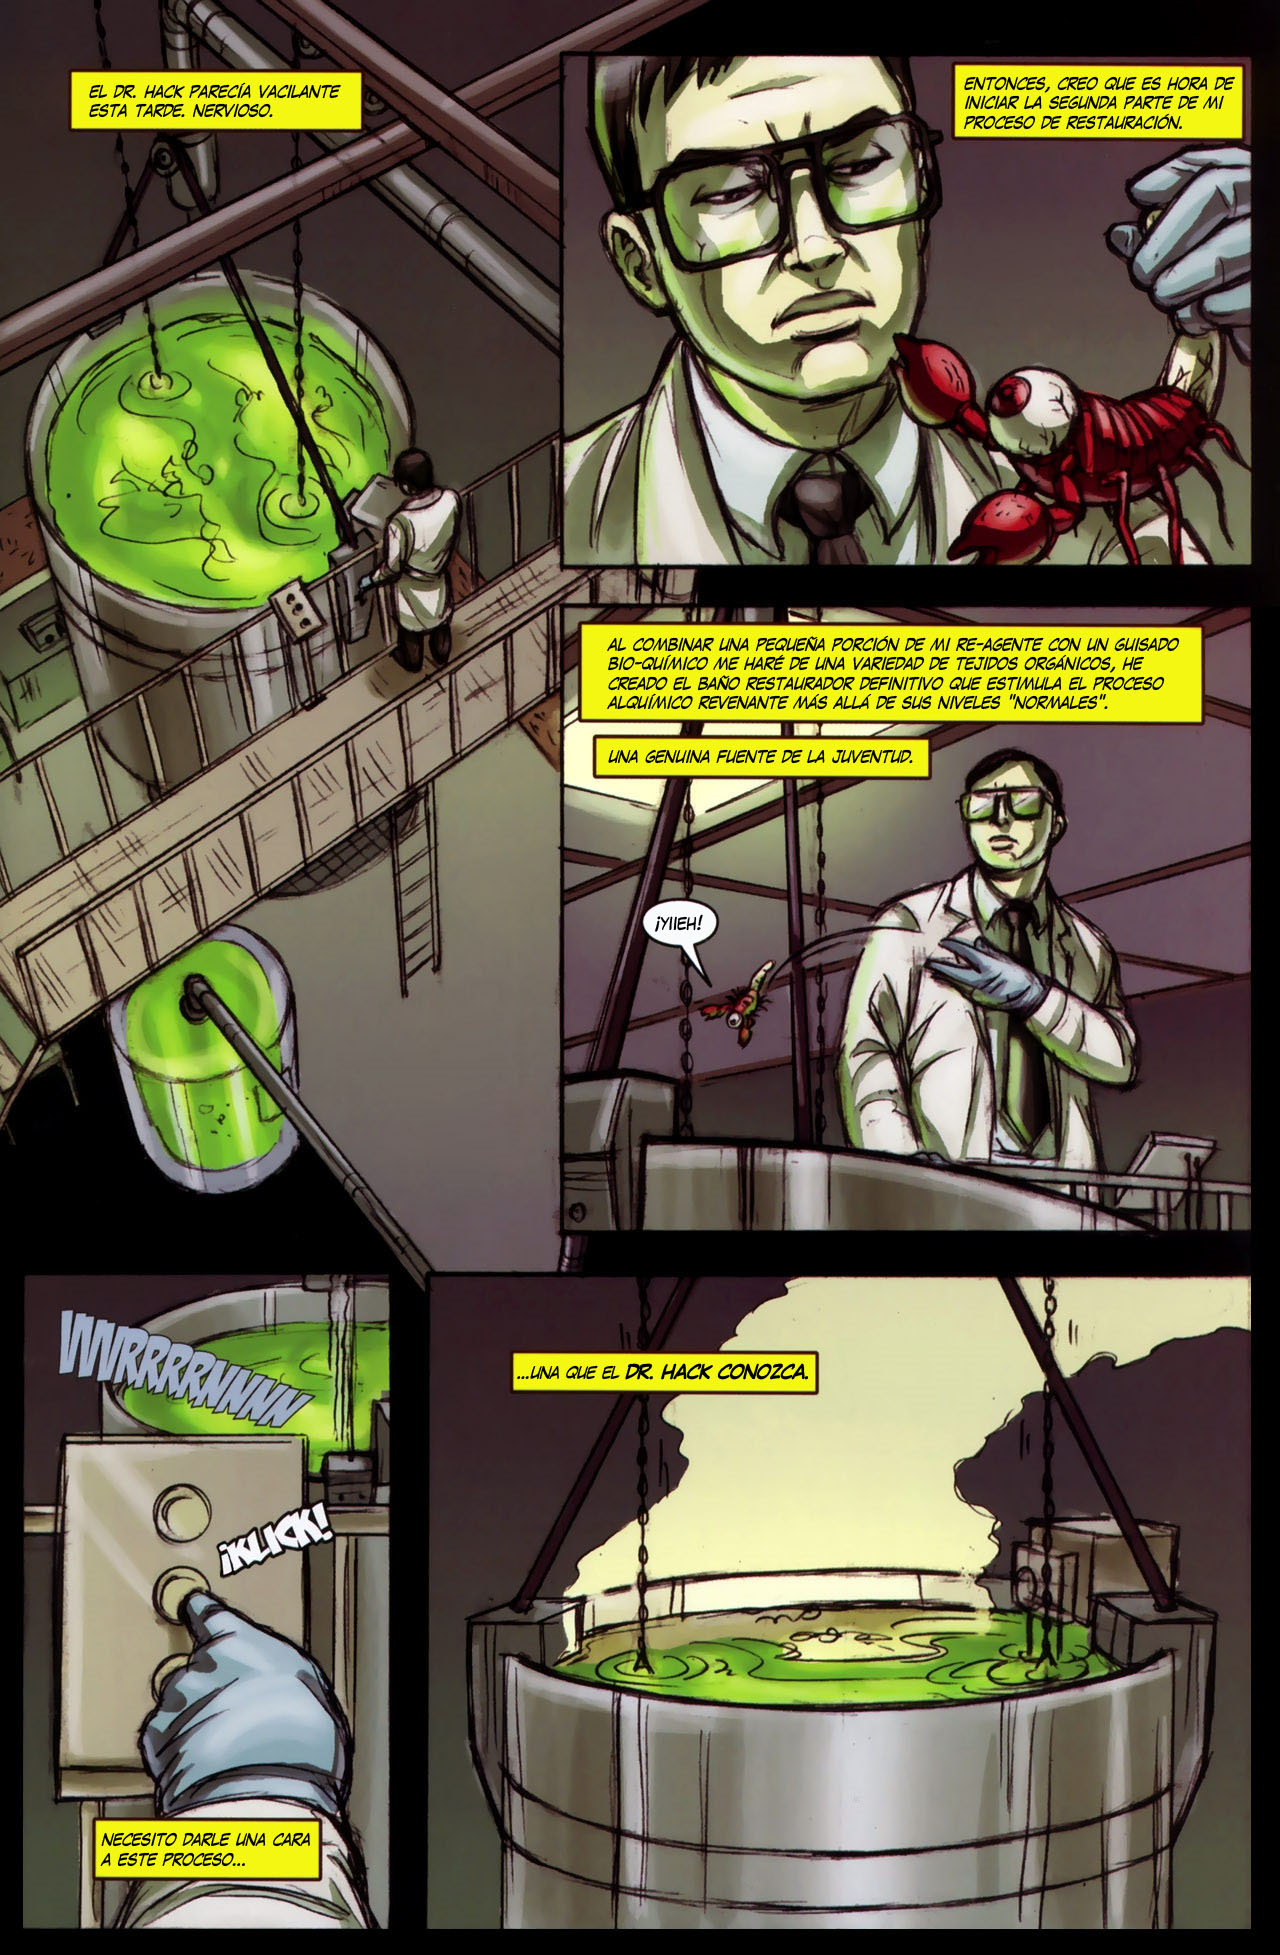 EL DR. HACK PARECÍA VACILANTE
ESTA TARDE. NERVIOSO.
ENTONCES, CREO QUE ES HORA DE
INICIAR LA SEGUNDA PARTE DE MI
PROCESO DE RESTAURACIÓN.
AL COMBINAR UNA PEQUEÑA PORCIÓN DE MI RE-AGENTE CON UN GUISADO
BIO-QUÍMICO ME HARÉ DE UNA VARIEDAD DE TEJIDOS ORGÁNICOS, HE
CREADO EL BAÑO RESTAURADOR DEFINITIVO QUE ESTIMULA EL PROCESO
ALQUÍMICO REVENANTE MÁS ALLÁ DE SUS NIVELES "NORMALES".
UNA GENUINA FUENTE DE LA JUVENTUD.
¡YIIEH!
VVVRRRRRNNNN
¡KLICK!
NECESITO DARLE UNA CARA
A ESTE PROCESO...
...UNA QUE EL DR. HACK CONOZCA.